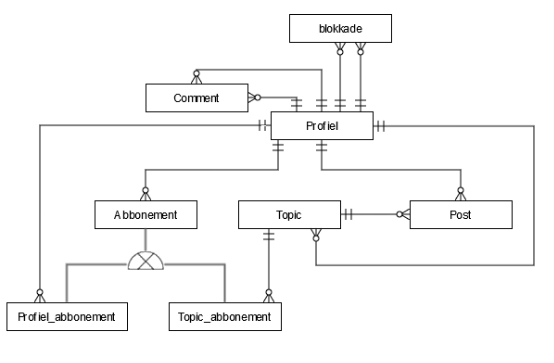 blokkade
Comment
Profiel
Abbonement
Topic
Post
Profiel_abbonement
Topic_abbonement